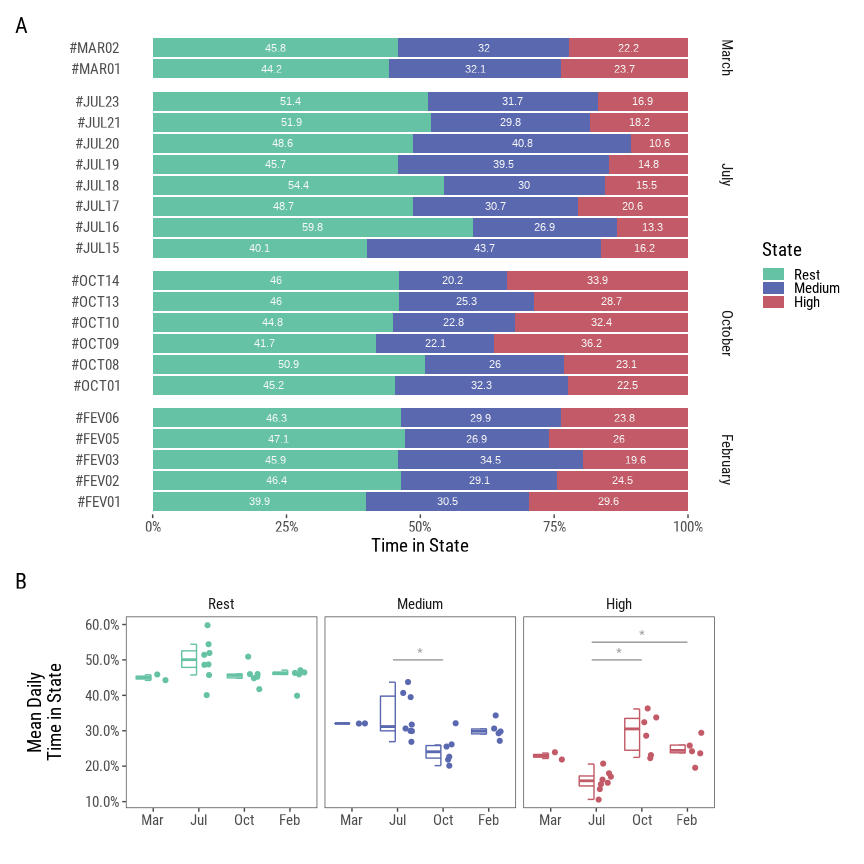 A
#MAR02 45.8 32 22.2
#MAR01 44.2 32.1 23.7
March
#JUL23 51.4 31.7 16.9
#JUL21 51.9 29.8 18.2
#JUL20 48.6 40.8 10.6
#JUL19 45.7 39.5 14.8
#JUL18 54.4 30 15.5
#JUL17 48.7 30.7 20.6
#JUL16 59.8 26.9 13.3
#JUL15 40.1 43.7 16.2
July
#OCT14 46 20.2 33.9
#OCT13 46 25.3 28.7
#OCT10 44.8 22.8 32.4
#OCT09 41.7 22.1 36.2
#OCT08 50.9 26 23.1
#OCT01 45.2 32.3 22.5
October
#FEV06 46.3 29.9 23.8
#FEV05 47.1 26.9 26
#FEV03 45.9 34.5 19.6
#FEV02 46.4 29.1 24.5
#FEV01 39.9 30.5 29.6
February
0% 25% 50% 75% 100%
Time in State
State
Rest
Medium
High
B
Rest Medium High
Mean Daily
Time in State
60.0%
50.0%
40.0%
30.0%
20.0%
10.0%
* * *
Mar Jul Oct Feb Mar Jul Oct Feb Mar Jul Oct Feb